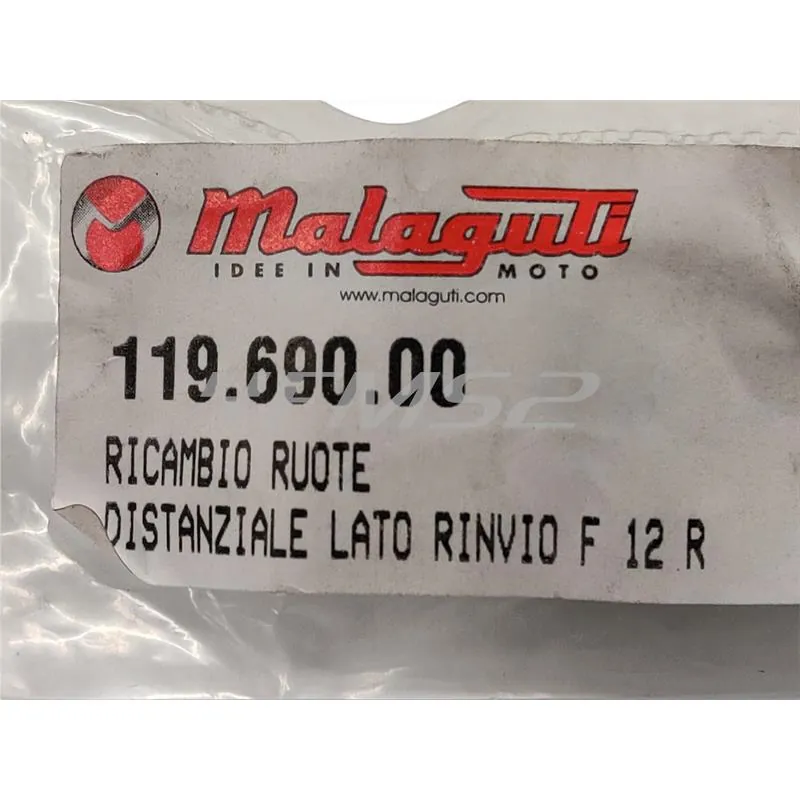 Malaguti
IDEE IN MOTO
www.malaguti.com
119.690.00
RICAMBIO RUOTE
DISTANZIALE LATO RINVIO F 12 R